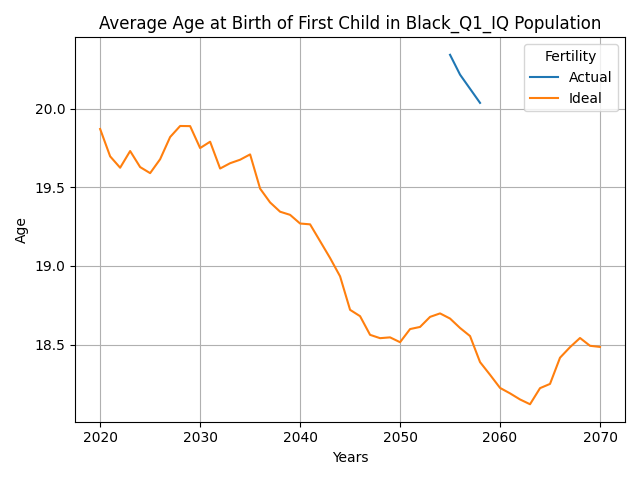 Average Age at Birth of First Child in Black_Q1_IQ Population
Fertility
Actual
Ideal
Age
20.0
19.5
19.0
18.5
2020
2030
2040
2050
2060
2070
Years